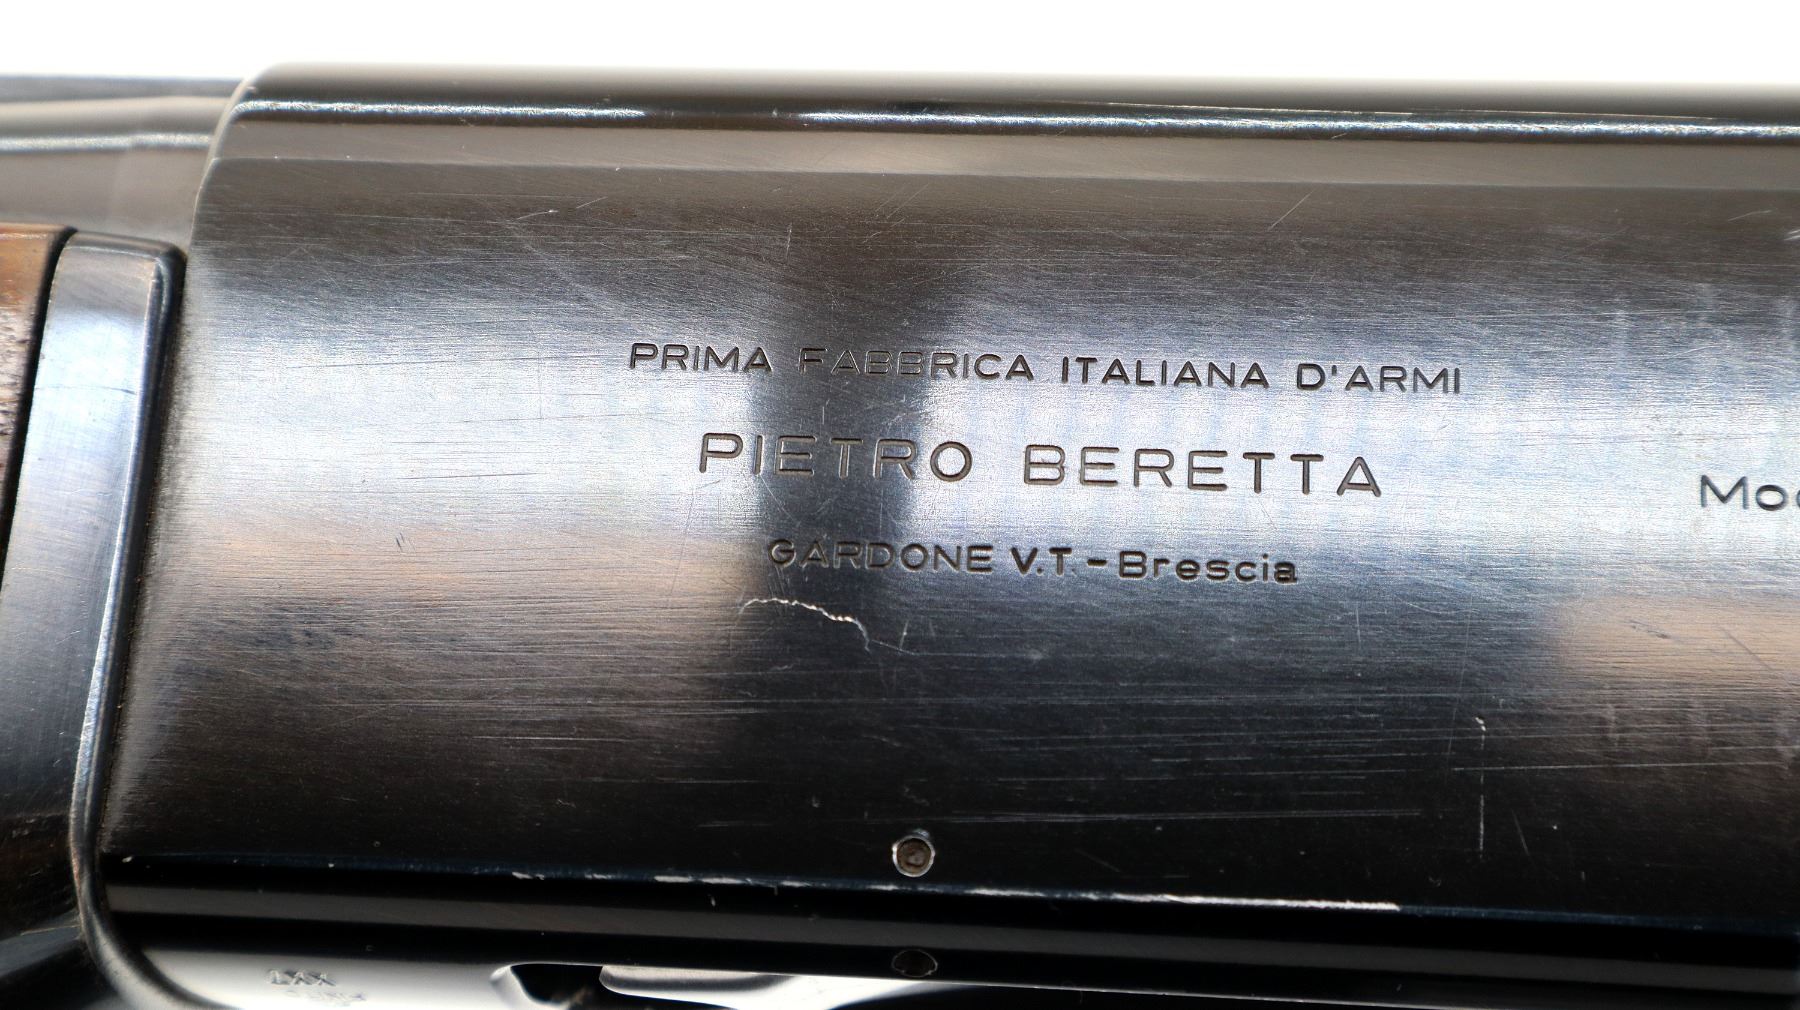 PRIMA FABBRICA ITALIANA D'ARMI
PIETRO BERETTA
GARDONE V.T.-Brescia